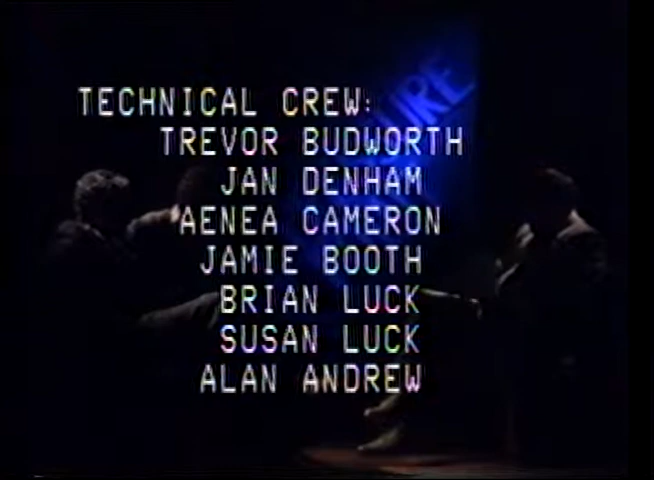 TECHNICAL CREW:
TREVOR BUDWORTH
JAN DENHAM
AENEA CAMERON
JAMIE BOOTH
BRIAN LUCK
SUSAN LUCK
ALAN ANDREW